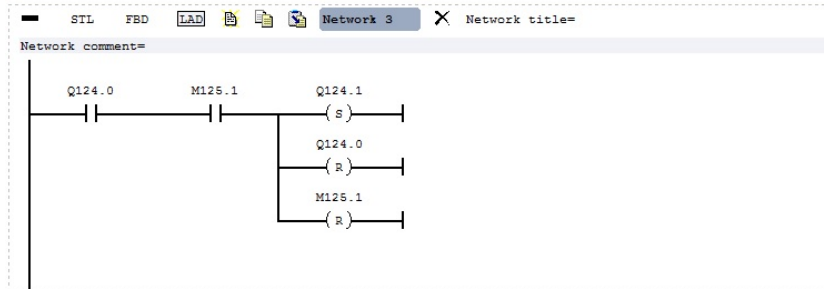 STL FBD LAD Network 3 Network title=
Network comment=
Q124.0 M125.1 Q124.1
S
Q124.0
R
M125.1
R